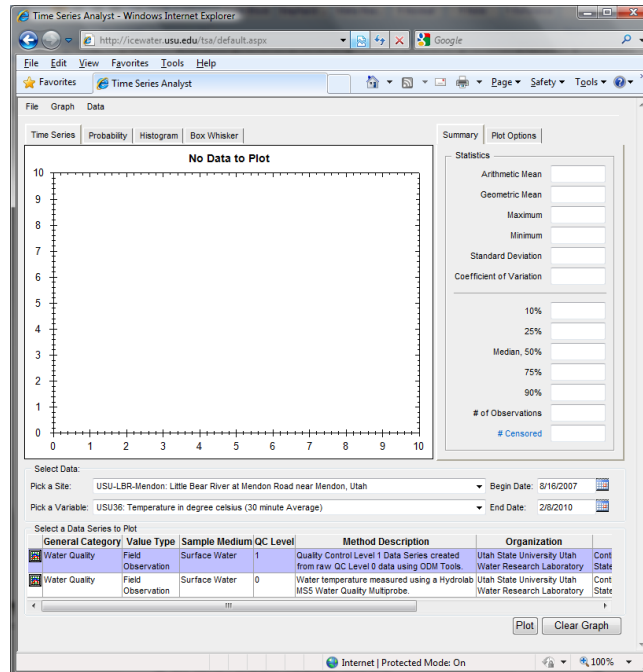 Time Series Analyst - Windows Internet Explorer
http://icewater.usu.edu/tsa/default.aspx
Google
File Edit View Favorites Tools Help
Favorites Time Series Analyst Page Safety Tools
File Graph Data
Time Series Probability Histogram Box Whisker
Summary Plot Options
No Data to Plot
10
9
8
7
6
5
4
3
2
1
0
0 1 2 3 4 5 6 7 8 9 10
Statistics
Arithmetic Mean
Geometric Mean
Maximum
Minimum
Standard Deviation
Coefficient of Variation
10%
25%
Median, 50%
75%
90%
# of Observations
# Censored
Select Data:
Pick a Site: USU-LBR-Mendon: Little Bear River at Mendon Road near Mendon, Utah Begin Date: 8/16/2007
Pick a Variable: USU36: Temperature in degree celsius (30 minute Average) End Date: 2/8/2010
Select a Data Series to Plot
General Category Value Type Sample Medium QC Level Method Description Organization
Water Quality Field Surface Water 1 Quality Control Level 1 Data Series created Utah State University Utah Cont
Observation from raw QC Level 0 data using ODM Tools. Water Research Laboratory State
Water Quality Field Surface Water 0 Water temperature measured using a Hydrolab Utah State University Utah Cont
Observation MS5 Water Quality Multiprobe. Water Research Laboratory State
Plot Clear Graph
Internet | Protected Mode: On 100%